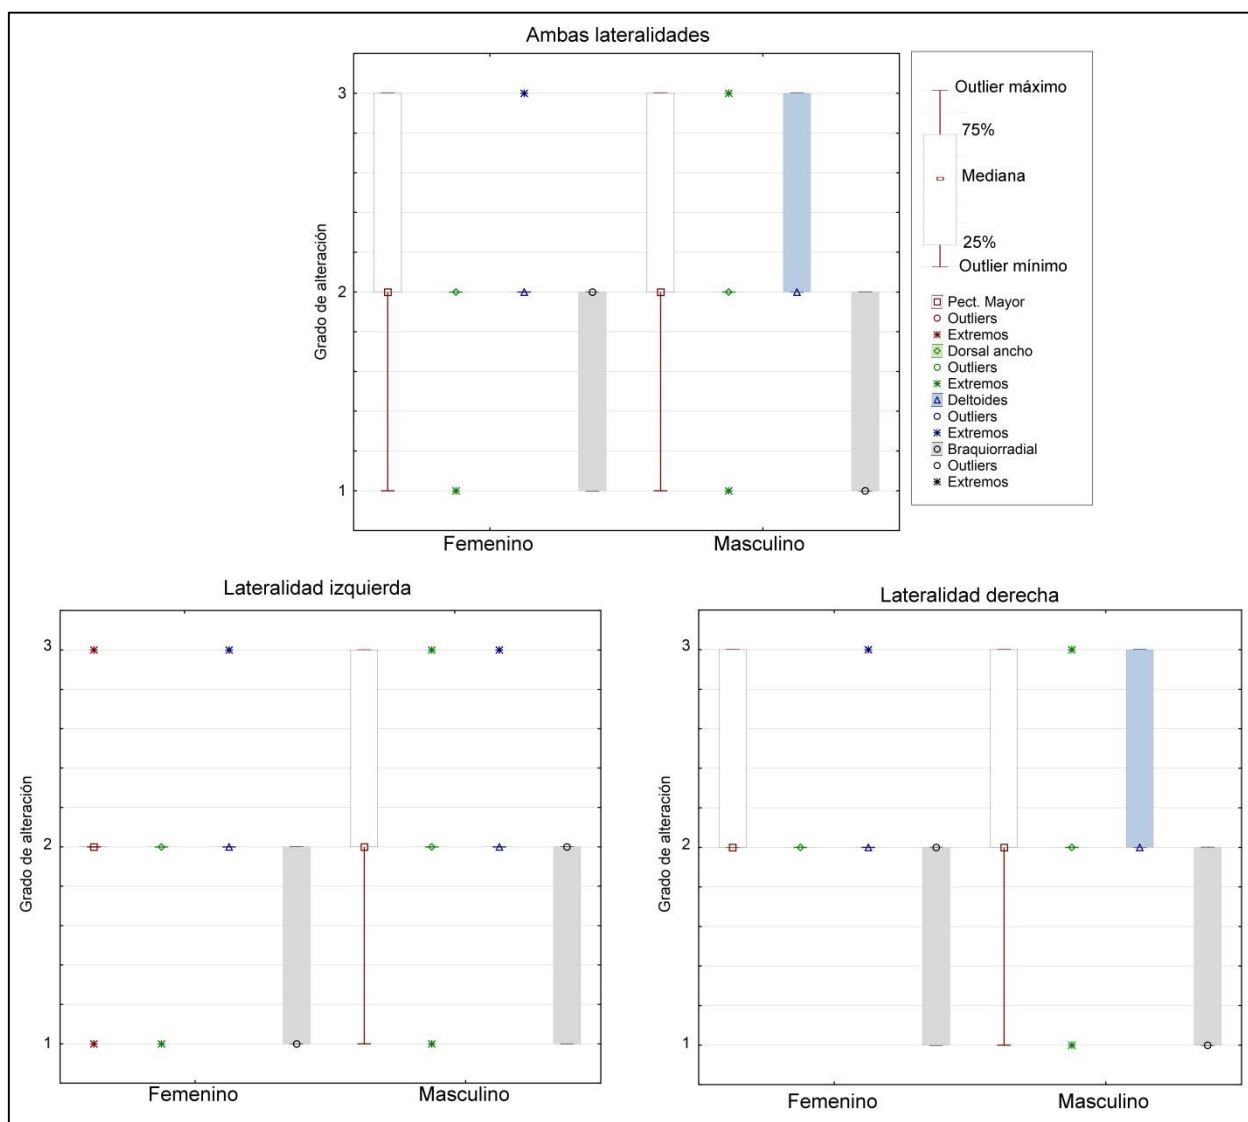 Ambas lateralidades
Grado de alteración
3
2
1
Femenino Masculino
Outlier máximo
75%
Mediana
25%
Outlier mínimo
Pect. Mayor
Outliers
Extremos
Dorsal ancho
Outliers
Extremos
Deltoides
Outliers
Extremos
Braquiorradial
Outliers
Extremos
Lateralidad izquierda
Grado de alteración
3
2
1
Femenino Masculino
Lateralidad derecha
Grado de alteración
3
2
1
Femenino Masculino